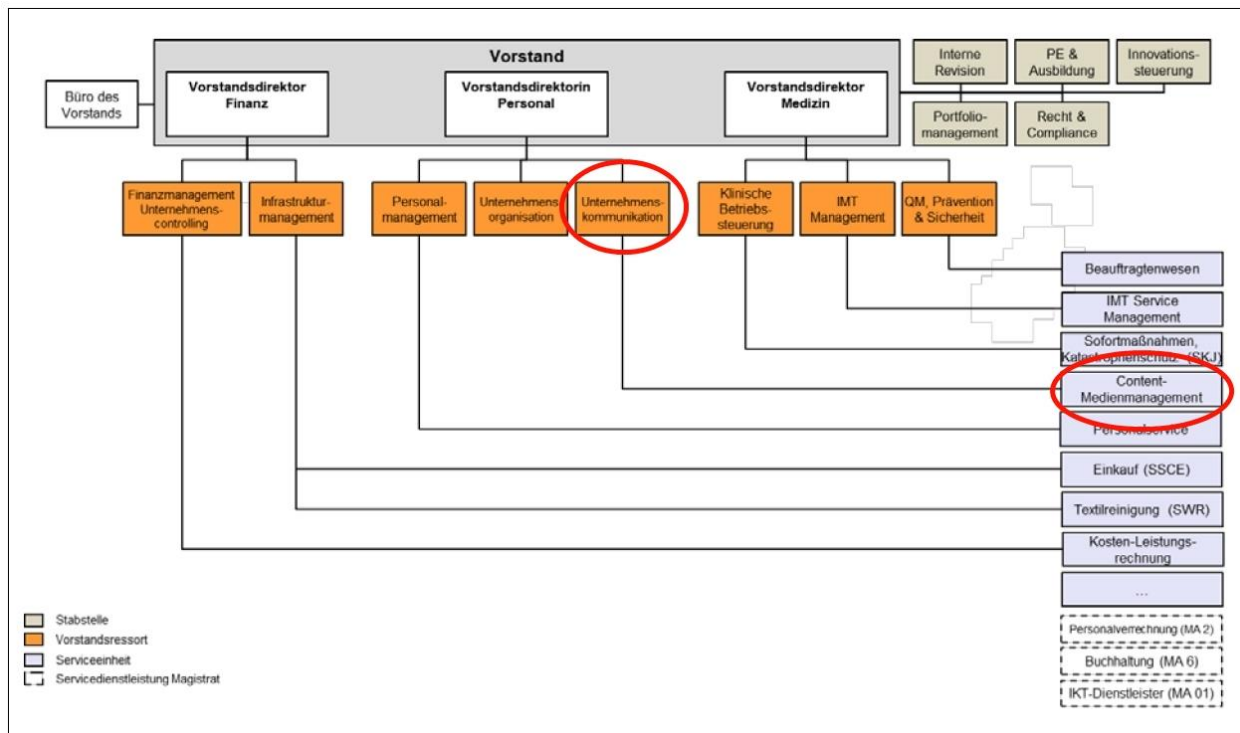 Vorstand
Büro des
Vorstands
Vorstandsdirektor
Finanz
Vorstandsdirektorin
Personal
Vorstandsdirektor
Medizin
Interne
Revision
PE &
Ausbildung
Innovations-
steuerung
Portfolio-
management
Recht &
Compliance
Finanzmanagement
Unternehmens-
controlling
Infrastruktur-
management
Personal-
management
Unternehmens
organisation
Unternehmens-
kommunikation
Klinische
Betriebs-
steuerung
IMT
Management
QM, Prävention
& Sicherheit
Beauftragtenwesen
IMT Service
Management
Sofortmaßnahmen,
Katastrophenschutz (SKJ)
Content-
Medienmanagement
Personalservice
Einkauf (SSCE)
Textilreinigung (SWR)
Kosten-Leistungs-
rechnung
...
Personalverrechnung (MA 2)
Buchhaltung (MA 6)
IKT-Dienstleister (MA 01)
Stabstelle
Vorstandsressort
Serviceeinheit
Servicedienstleistung Magistrat